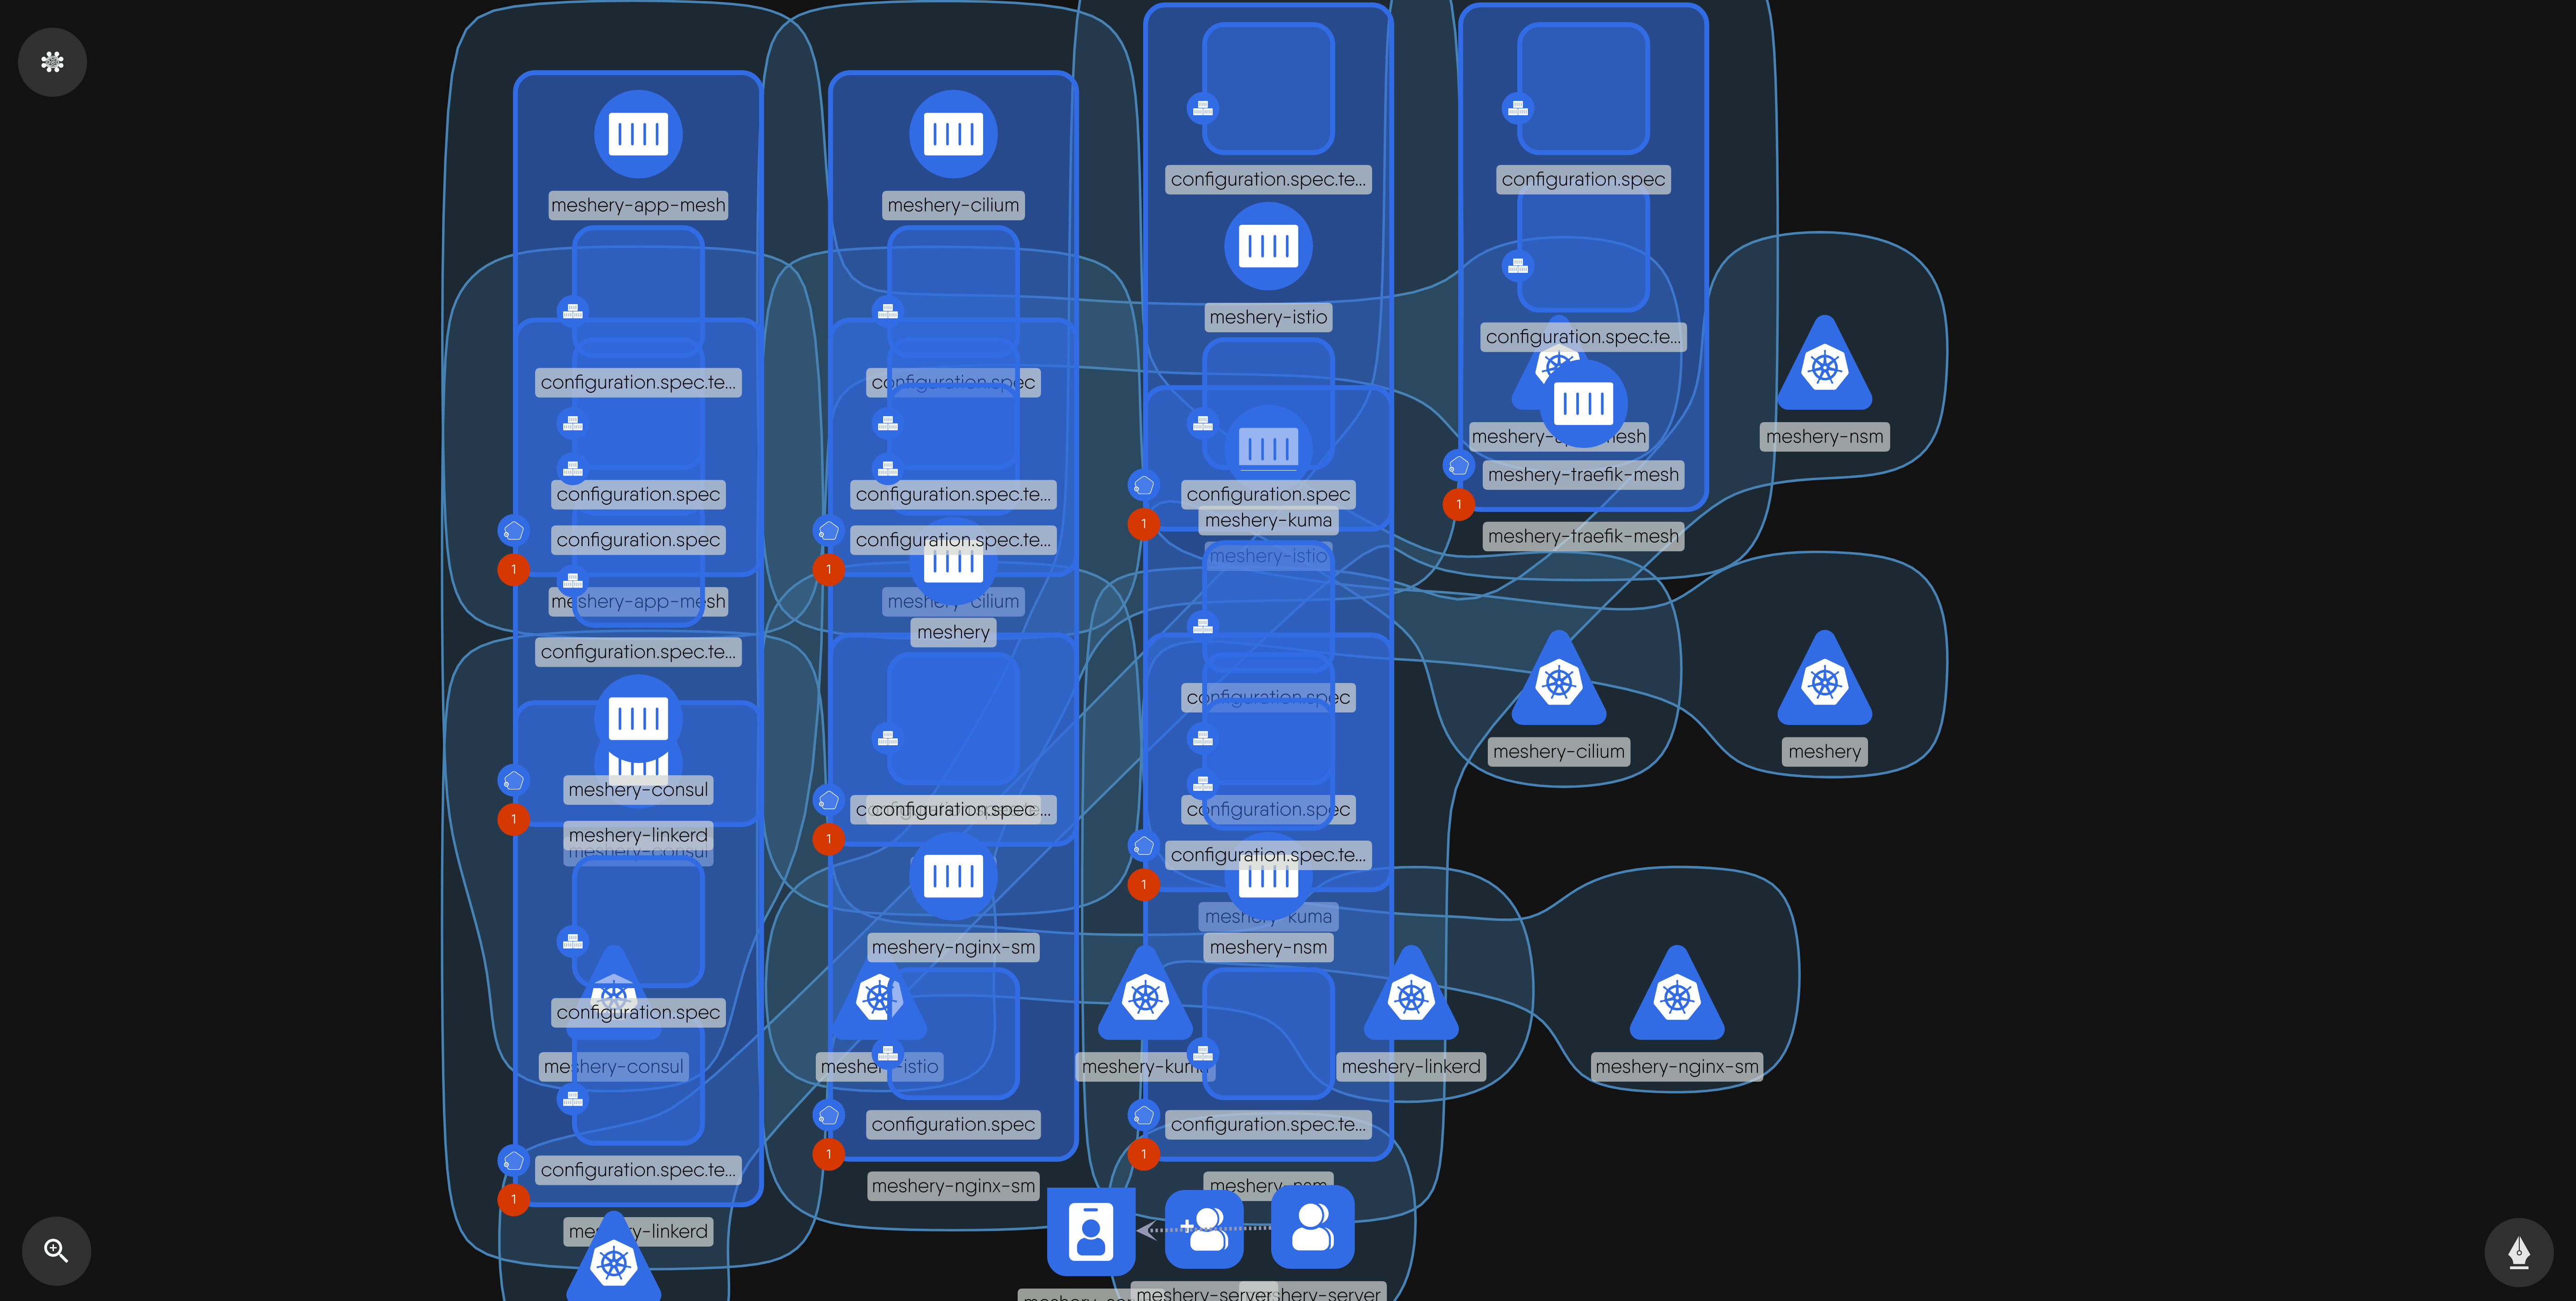 meshery-app-mesh
configuration.spec.te...
configuration.spec
configuration.spec
meshery-app-mesh
configuration.spec.te...
1
meshery-consul
1
meshery-linkerd
meshery-consul
configuration.spec
meshery-consul
configuration.spec.te...
1
meshery-linkerd
meshery-cilium
configuration.spec
configuration.spec.te...
configuration.spec.te...
1
meshery-cilium
meshery
1
meshery-nginx-sm
meshery-istio
configuration.spec
1
meshery-nginx-sm
configuration.spec.te...
meshery-istio
configuration.spec
1
meshery-kuma
meshery-istio
configuration.spec
configuration.spec
configuration.spec.te...
1
meshery-kuma
meshery-nsm
meshery-kuma
configuration.spec.te...
1
meshery-nsm
configuration.spec
configuration.spec.te...
meshery-app-mesh
meshery-traefik-mesh
1
meshery-traefik-mesh
meshery-nsm
meshery-cilium
meshery
meshery-linkerd
meshery-nginx-sm
meshery-server